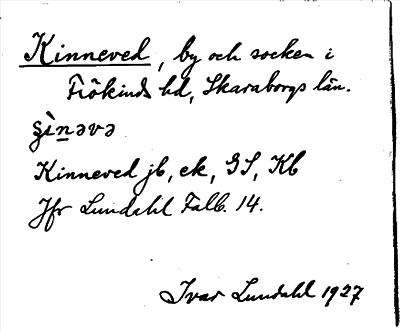 Kinneved, by och socken i
Frökinds hd, Skaraborgs län.
Kinneved jb, ek, GS, Kb
Jfr Lundahl Falb. 14.
Ivar Lundahl 1927